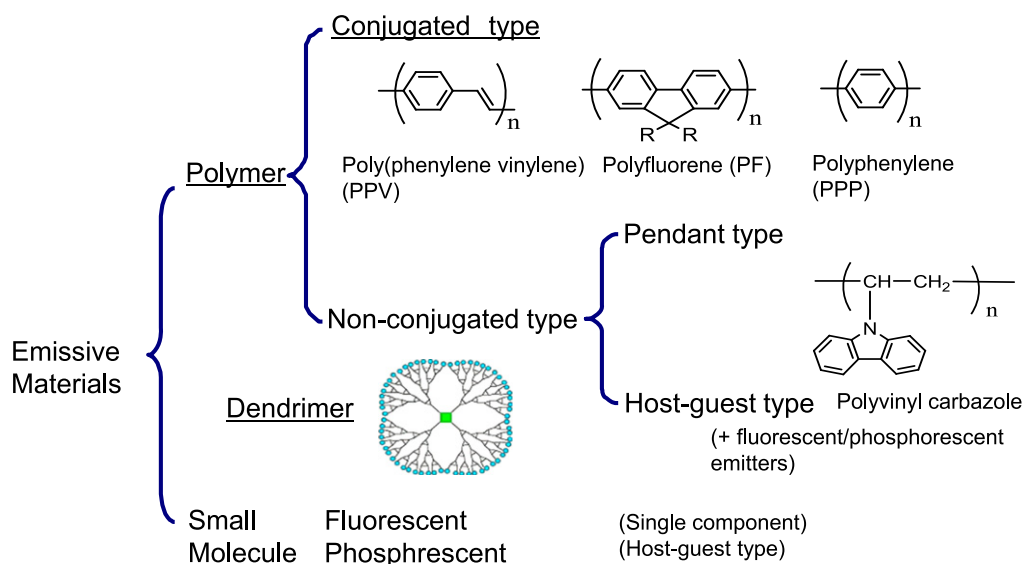 Conjugated type
n
n
n
R R
Poly(phenylene vinylene)
(PPV)
Polyfluorene (PF)
Polyphenylene
(PPP)
Polymer
Pendant type
CH CH2
n
N
Non-conjugated type
Emissive
Materials
Dendrimer
Host-guest type
Polyvinyl carbazole
(+ fluorescent/phosphorescent
emitters)
Small
Molecule
Fluorescent
Phosphrescent
(Single component)
(Host-guest type)